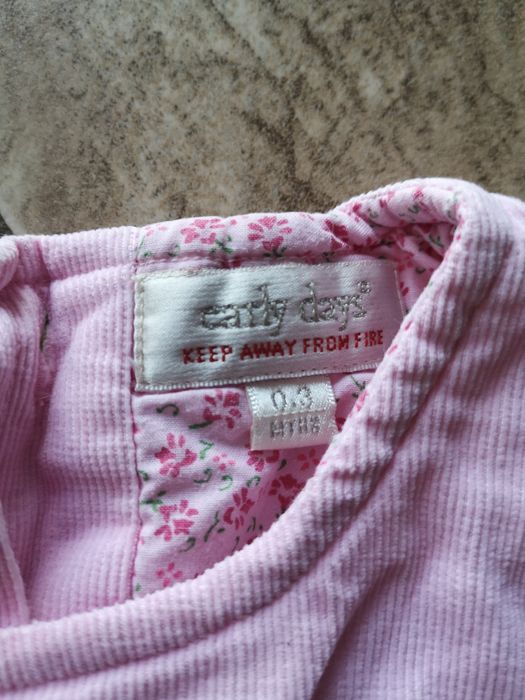 early days®
KEEP AWAY FROM FIRE
0-3
MTHS